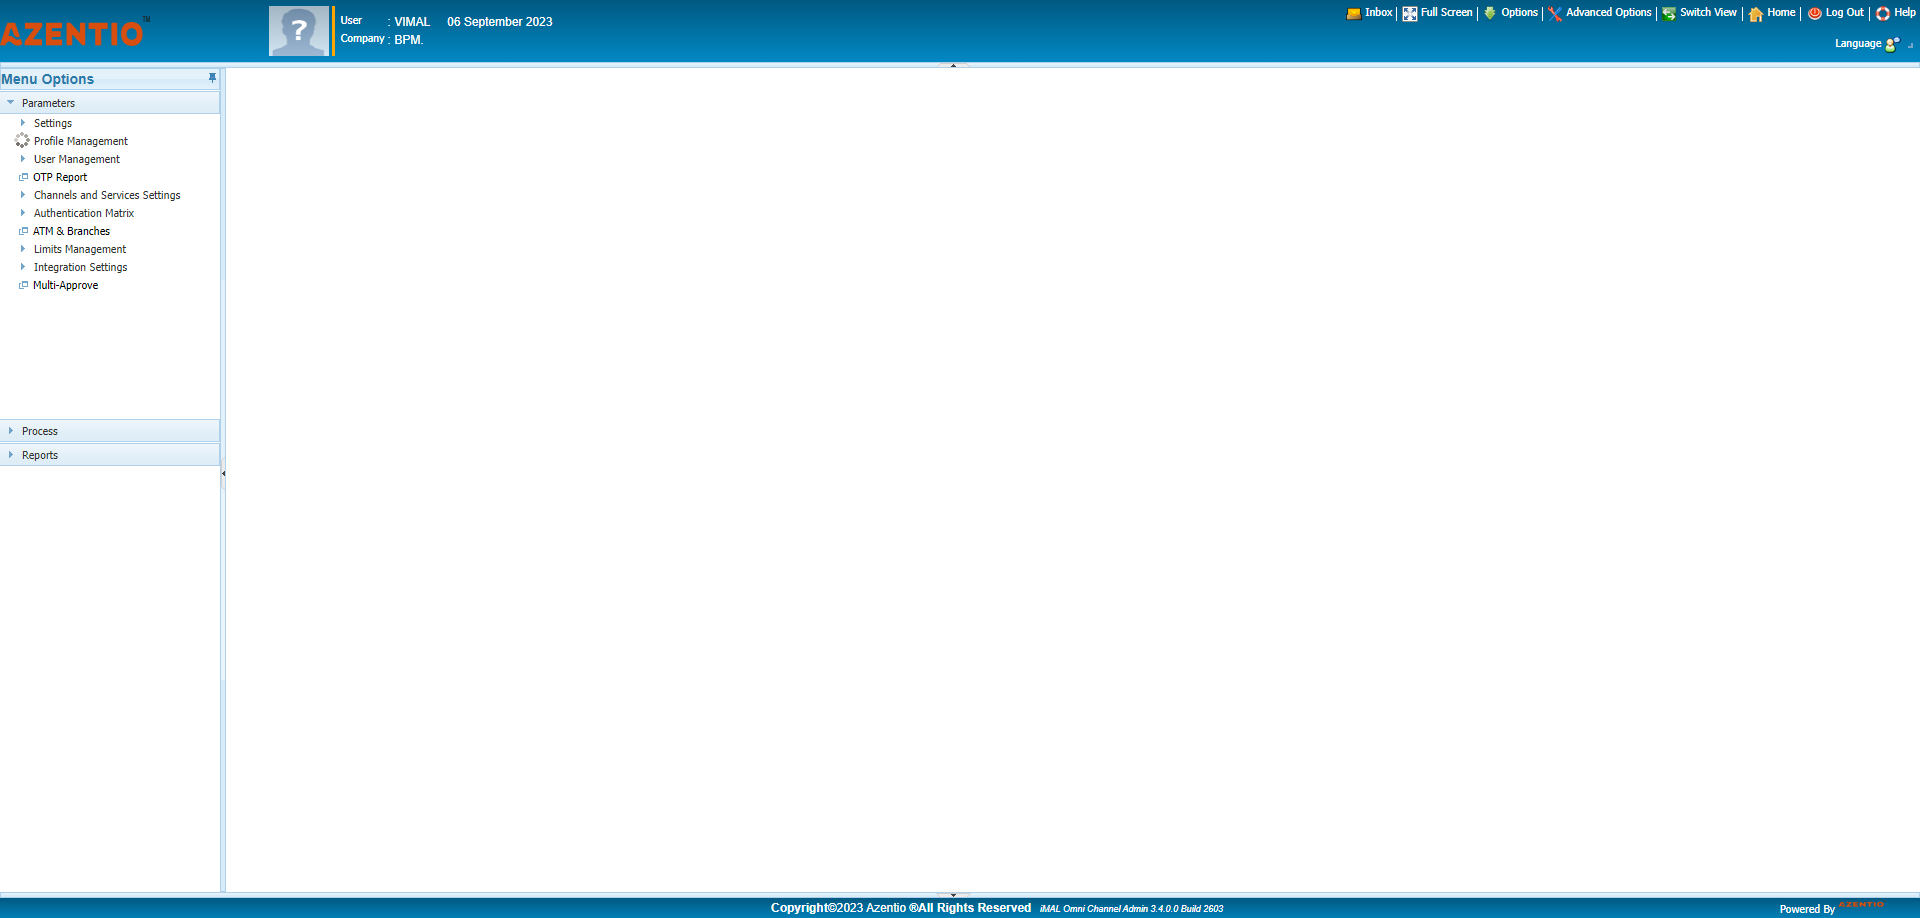 AZENTIO™
User : VIMAL 06 September 2023
Company : BPM.
Inbox | Full Screen | Options | Advanced Options | Switch View | Home | Log Out | Help
Language
Menu Options
Parameters
Settings
Profile Management
User Management
OTP Report
Channels and Services Settings
Authentication Matrix
ATM & Branches
Limits Management
Integration Settings
Multi-Approve
Process
Reports
Copyright©2023 Azentio ®All Rights Reserved iMAL Omni Channel Admin 3.4.0.0 Build 2603
Powered By AZENTIO